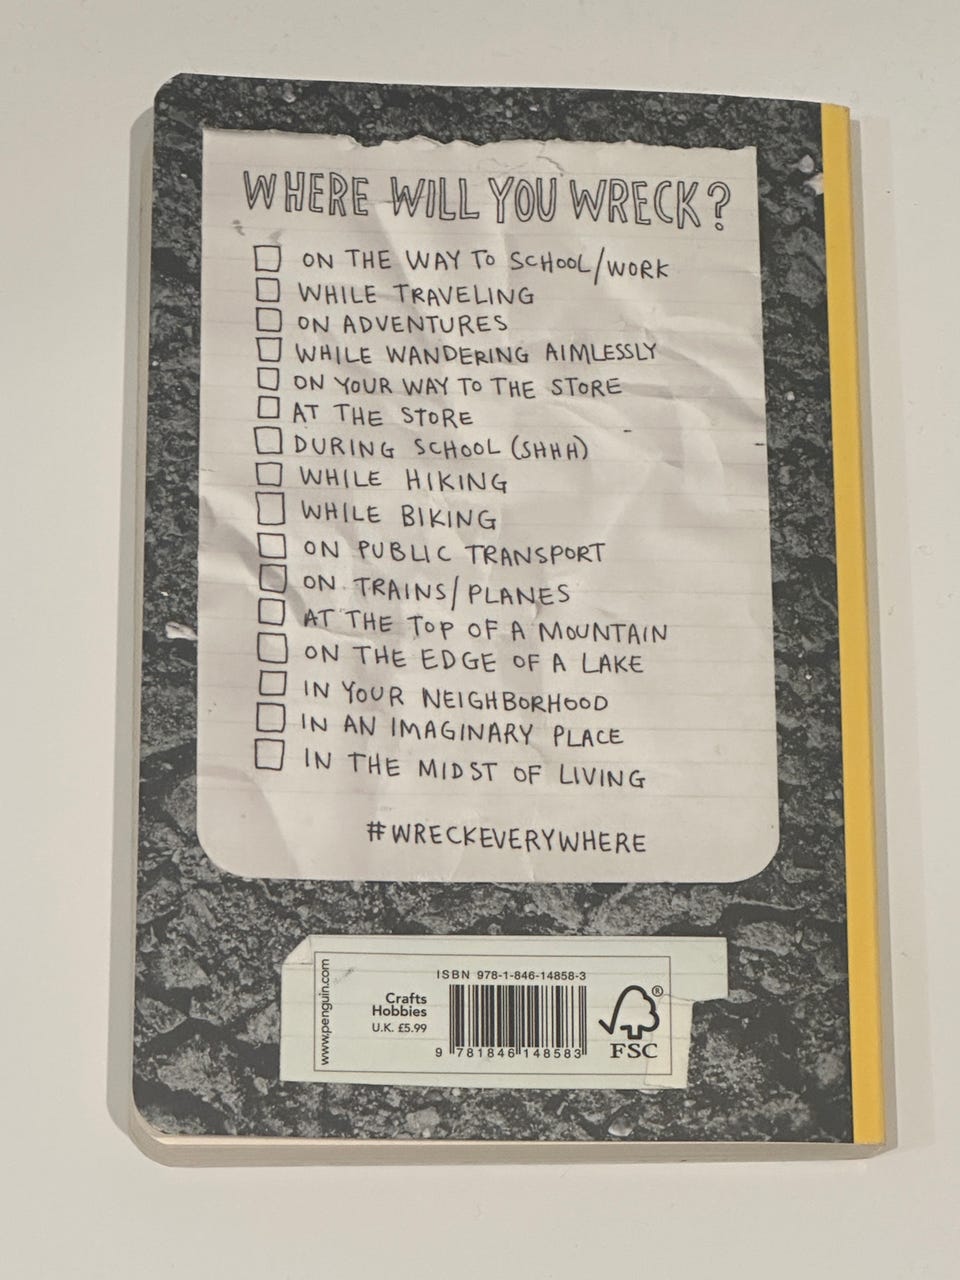 WHERE WILL YOU WRECK?
ON THE WAY TO SCHOOL/WORK
WHILE TRAVELING
ON ADVENTURES
WHILE WANDERING AIMLESSLY
ON YOUR WAY TO THE STORE
AT THE STORE
DURING SCHOOL (SHHH)
WHILE HIKING
WHILE BIKING
ON PUBLIC TRANSPORT
ON TRAINS/PLANES
AT THE TOP OF A MOUNTAIN
ON THE EDGE OF A LAKE
IN YOUR NEIGHBORHOOD
IN AN IMAGINARY PLACE
IN THE MIDST OF LIVING
#WRECKEVERYWHERE
www.penguin.com
ISBN 978-1-846-14858-3
Crafts
Hobbies
U.K. £5.99
9 781846 148583
®
FSC